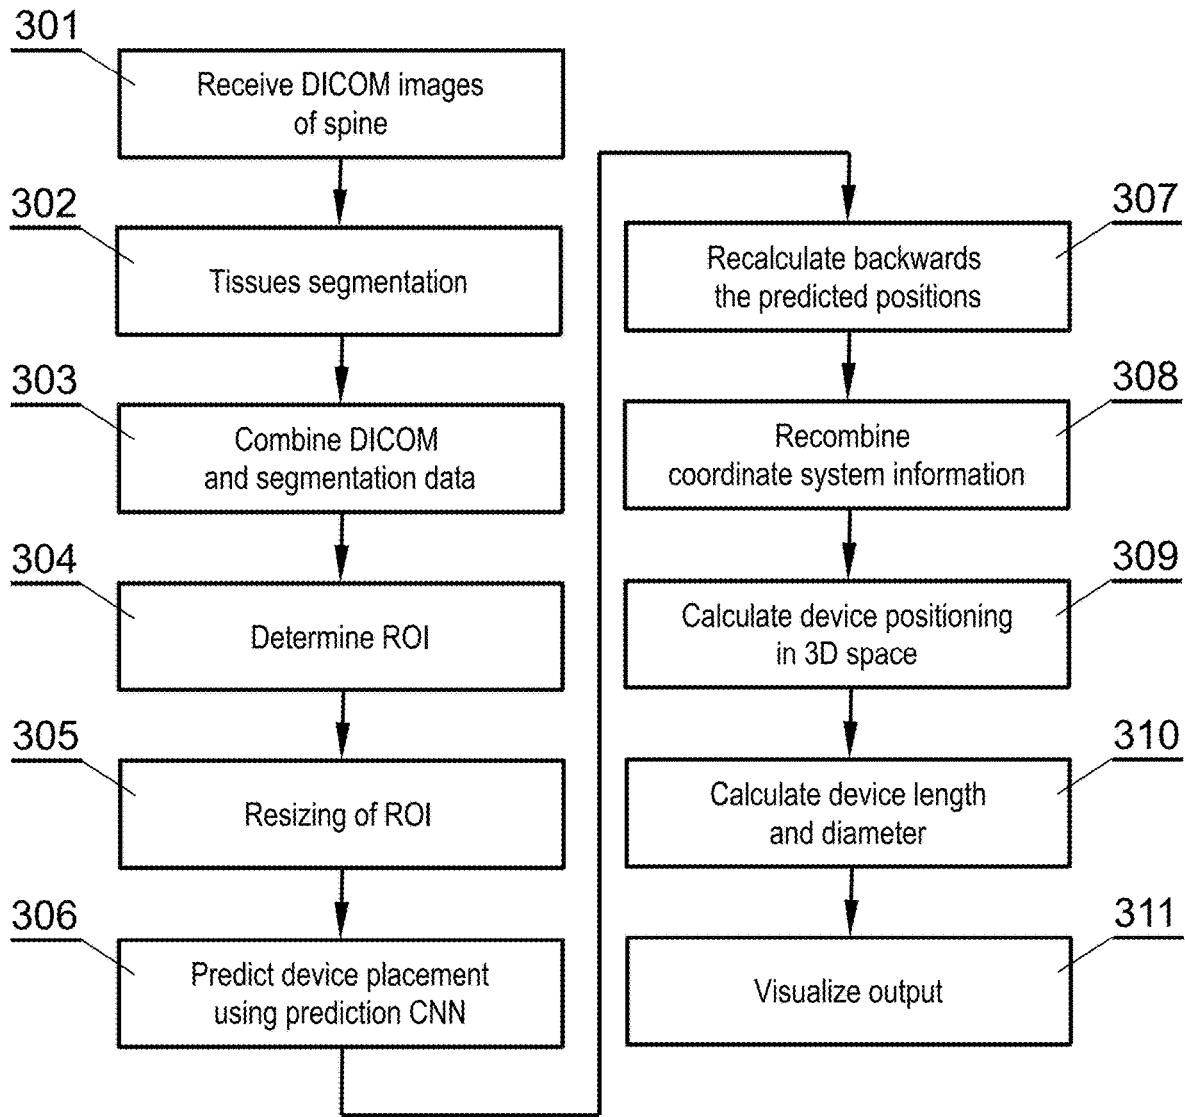 301
Receive DICOM images
of spine
302
Tissues segmentation
303
Combine DICOM
and segmentation data
304
Determine ROI
305
Resizing of ROI
306
Predict device placement
using prediction CNN
307
Recalculate backwards
the predicted positions
308
Recombine
coordinate system information
309
Calculate device positioning
in 3D space
310
Calculate device length
and diameter
311
Visualize output